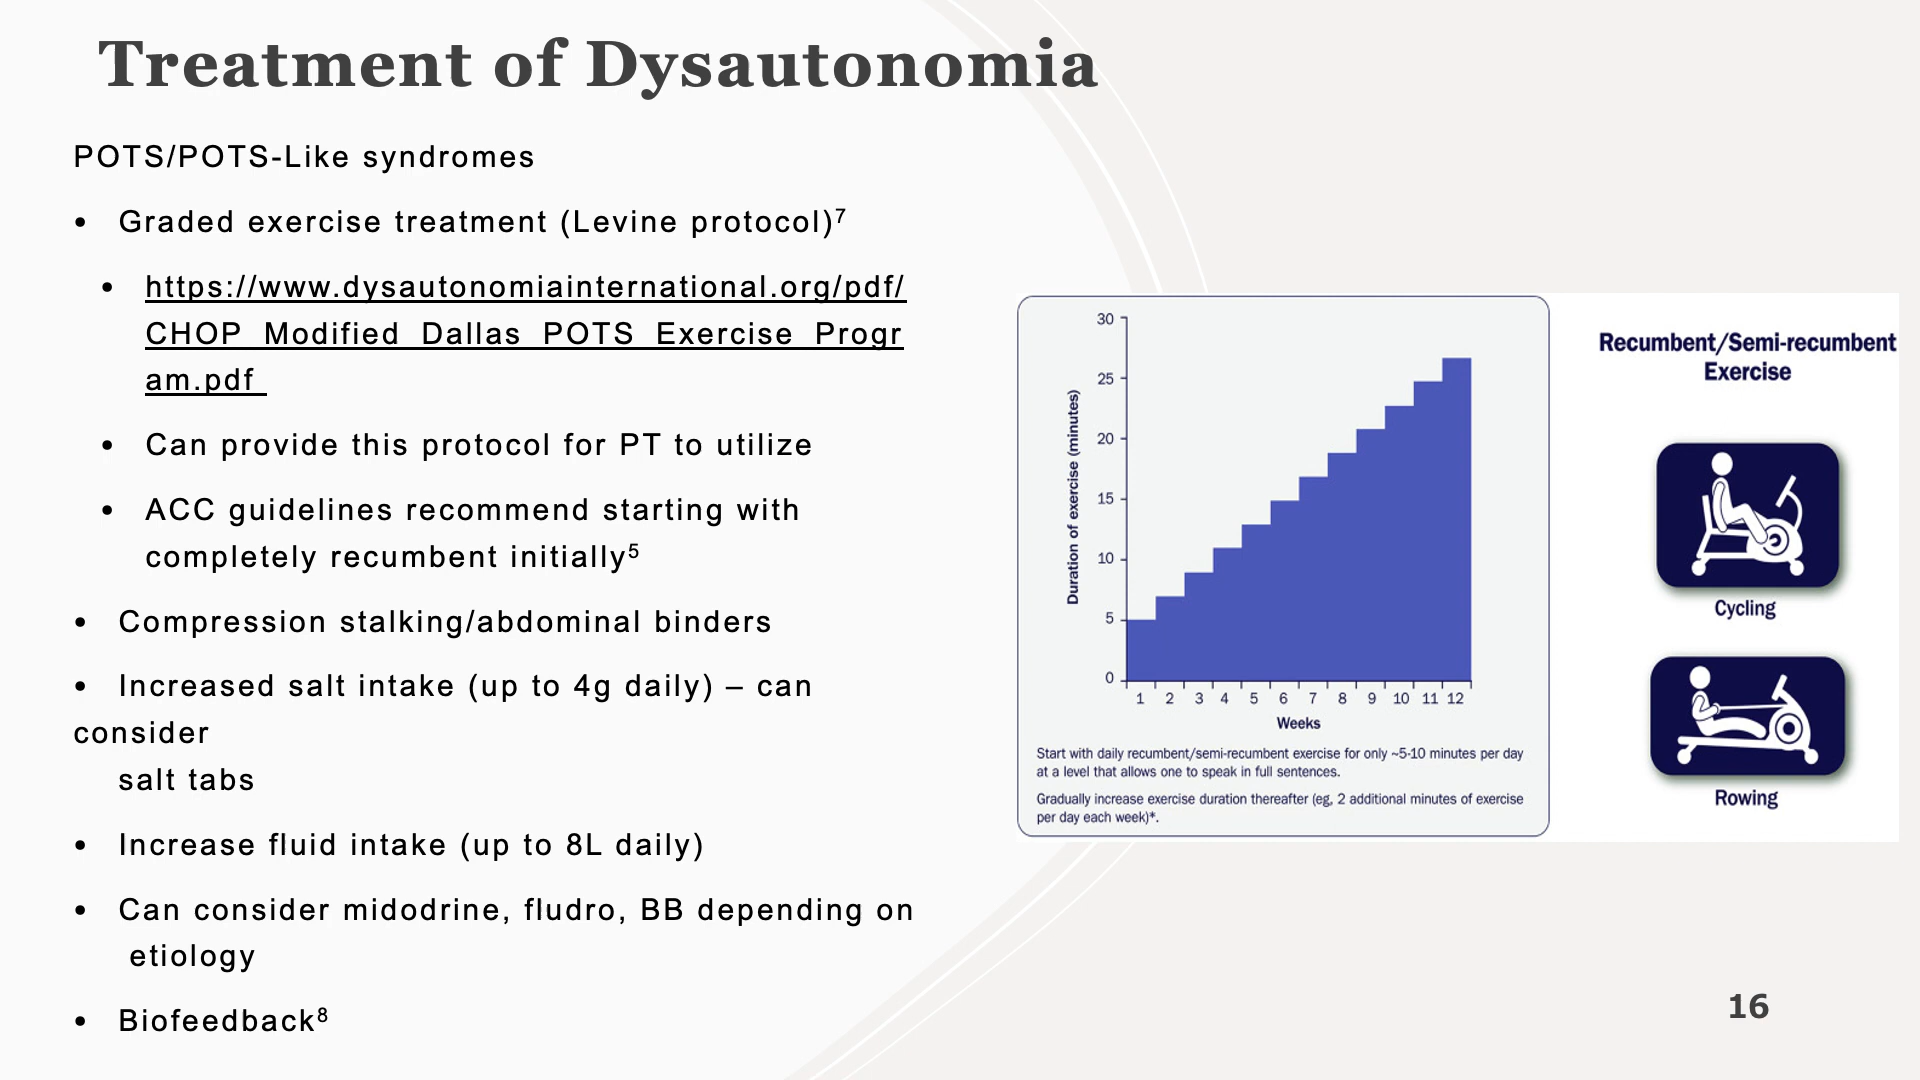 Treatment of Dysautonomia
POTS/POTS-Like syndromes
• Graded exercise treatment (Levine protocol)⁷
• https://www.dysautonomiainternational.org/pdf/
CHOP_Modified_Dallas_POTS_Exercise_Progr
am.pdf
• Can provide this protocol for PT to utilize
• ACC guidelines recommend starting with
completely recumbent initially⁵
• Compression stalking/abdominal binders
• Increased salt intake (up to 4g daily) – can
consider
salt tabs
• Increase fluid intake (up to 8L daily)
• Can consider midodrine, fludro, BB depending on
etiology
• Biofeedback⁸
Duration of exercise (minutes)
30
25
20
15
10
5
0
1 2 3 4 5 6 7 8 9 10 11 12
Weeks
Start with daily recumbent/semi-recumbent exercise for only ~5-10 minutes per day
at a level that allows one to speak in full sentences.
Gradually increase exercise duration thereafter (eg, 2 additional minutes of exercise
per day each week)*.
Recumbent/Semi-recumbent
Exercise
Cycling
Rowing
16